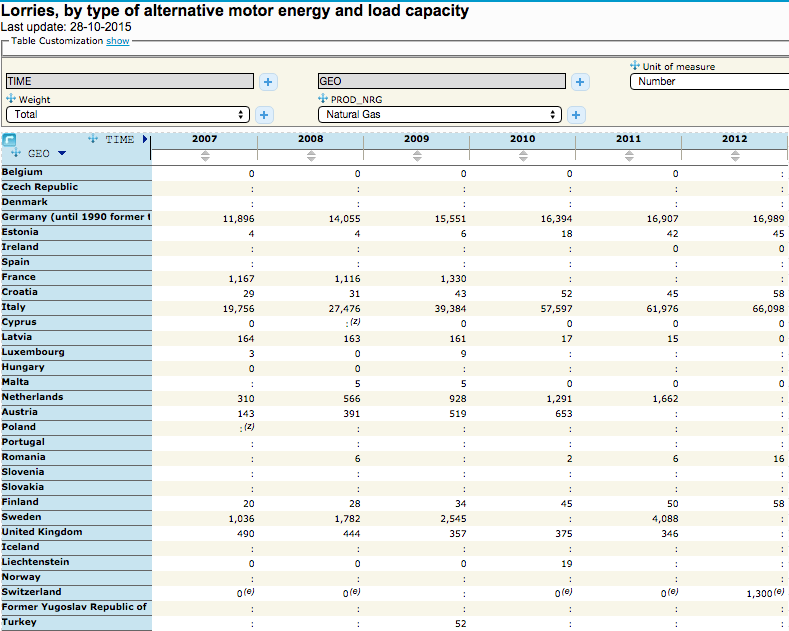 Lorries, by type of alternative motor energy and load capacity
Last update: 28-10-2015
Table Customization show
Unit of measure
TIME + GEO + Number
Weight PROD_NRG
Total + Natural Gas +
TIME 2007 2008 2009 2010 2011 2012
GEO
Belgium 0 0 0 0 0 :
Czech Republic : : : : : :
Denmark : : : : : :
Germany (until 1990 former t 11,896 14,055 15,551 16,394 16,907 16,989
Estonia 4 4 6 18 42 45
Ireland : : : : 0 0
Spain : : : : : :
France 1,167 1,116 1,330 : : :
Croatia 29 31 43 52 45 58
Italy 19,756 27,476 39,384 57,597 61,976 66,098
Cyprus 0 :(z) 0 0 0 0
Latvia 164 163 161 17 15 0
Luxembourg 3 0 9 : : :
Hungary 0 0 : : : :
Malta : 5 5 0 0 0
Netherlands 310 566 928 1,291 1,662 :
Austria 143 391 519 653 : :
Poland :(z) : : : : :
Portugal : : : : : :
Romania : 6 : 2 6 16
Slovenia : : : : : :
Slovakia : : : : : :
Finland 20 28 34 45 50 58
Sweden 1,036 1,782 2,545 : 4,088 :
United Kingdom 490 444 357 375 346 :
Iceland : : : : : :
Liechtenstein 0 0 0 19 : :
Norway : : : : : :
Switzerland 0(e) 0(e) : 0(e) 0(e) 1,300(e)
Former Yugoslav Republic of : : : : : :
Turkey : : 52 : : :